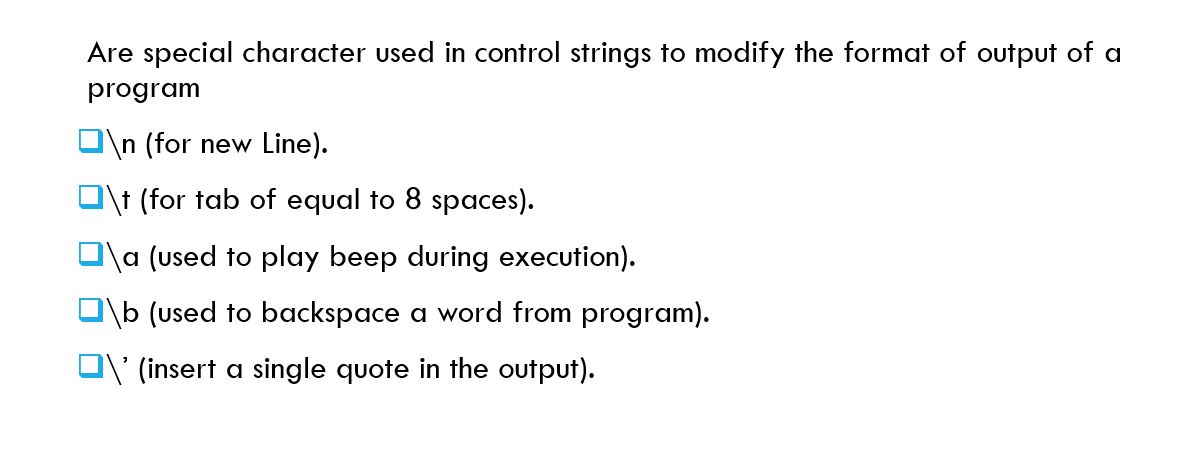 Are special character used in control strings to modify the format of output of a
program
❑\n (for new Line).
❑\t (for tab of equal to 8 spaces).
❑\a (used to play beep during execution).
❑\b (used to backspace a word from program).
❑\’ (insert a single quote in the output).